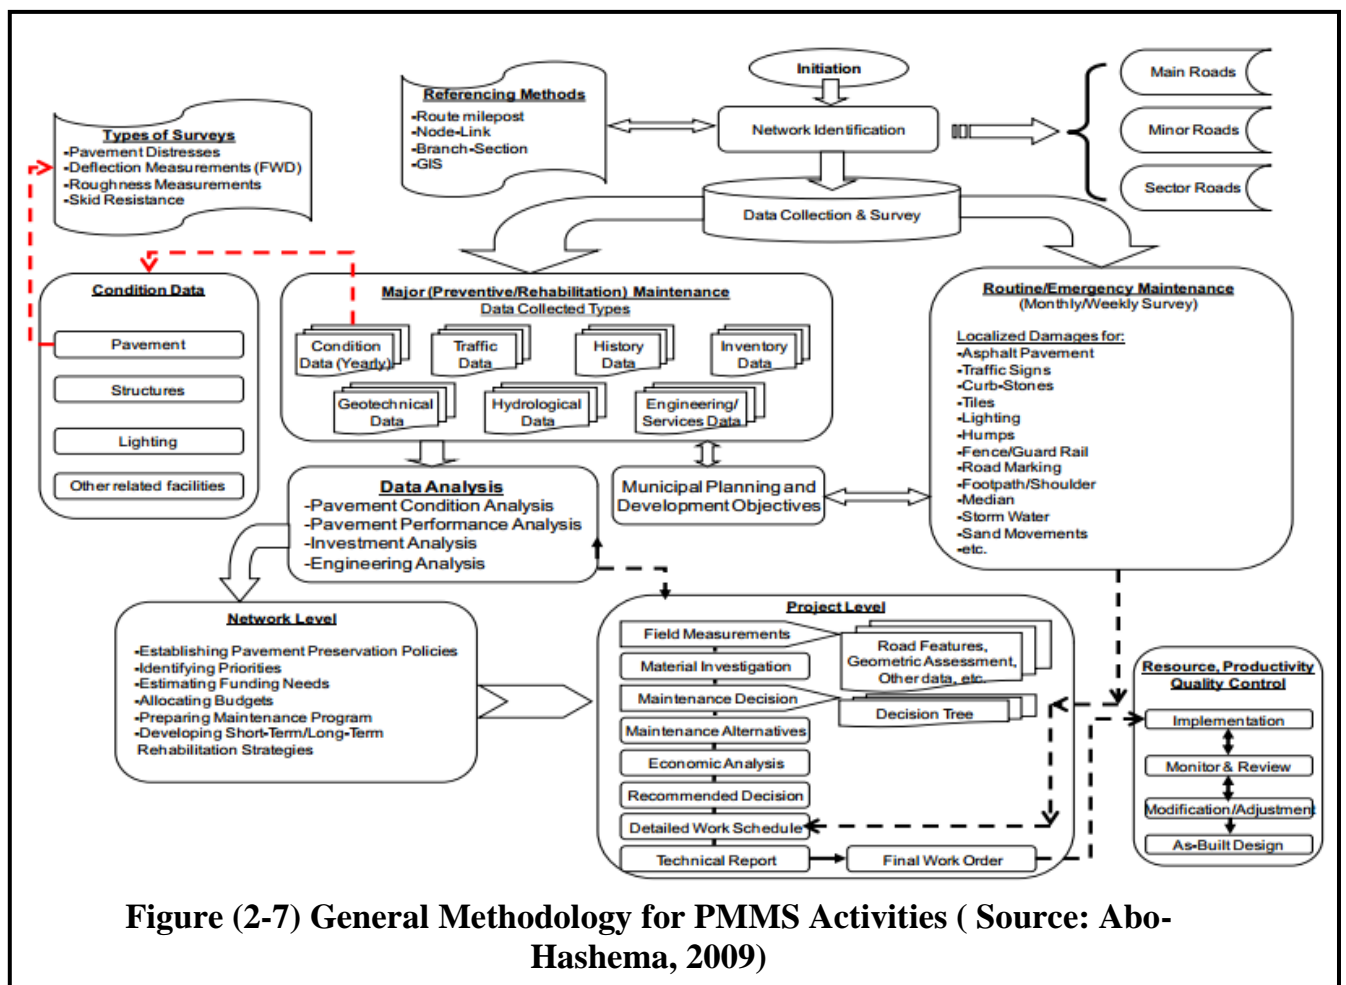 Initiation
Network Identification
Main Roads
Minor Roads
Sector Roads
Referencing Methods
-Route milepost
-Node-Link
-Branch-Section
-GIS
Types of Surveys
-Pavement Distresses
-Deflection Measurements (FWD)
-Roughness Measurements
-Skid Resistance
Data Collection & Survey
Condition Data
Pavement
Structures
Lighting
Other related facilities
Major (Preventive/Rehabilitation) Maintenance
Data Collected Types
Condition
Data (Yearly)
Traffic
Data
History
Data
Inventory
Data
Geotechnical
Data
Hydrological
Data
Engineering/
Services Data
Routine/Emergency Maintenance
(Monthly/Weekly Survey)
Localized Damages for:
-Asphalt Pavement
-Traffic Signs
-Curb-Stones
-Tiles
-Lighting
-Humps
-Fence/Guard Rail
-Road Marking
-Footpath/Shoulder
-Median
-Storm Water
-Sand Movements
-etc.
Data Analysis
-Pavement Condition Analysis
-Pavement Performance Analysis
-Investment Analysis
-Engineering Analysis
Municipal Planning and
Development Objectives
Network Level
-Establishing Pavement Preservation Policies
-Identifying Priorities
-Estimating Funding Needs
-Allocating Budgets
-Preparing Maintenance Program
-Developing Short-Term/Long-Term
Rehabilitation Strategies
Project Level
Field Measurements
Road Features,
Geometric Assessment,
Other data, etc.
Material Investigation
Maintenance Decision
Decision Tree
Maintenance Alternatives
Economic Analysis
Recommended Decision
Detailed Work Schedule
Technical Report
Final Work Order
Resource, Productivity
Quality Control
Implementation
Monitor & Review
Modification/Adjustment
As-Built Design
Figure (2-7) General Methodology for PMMS Activities ( Source: Abo-
Hashema, 2009)